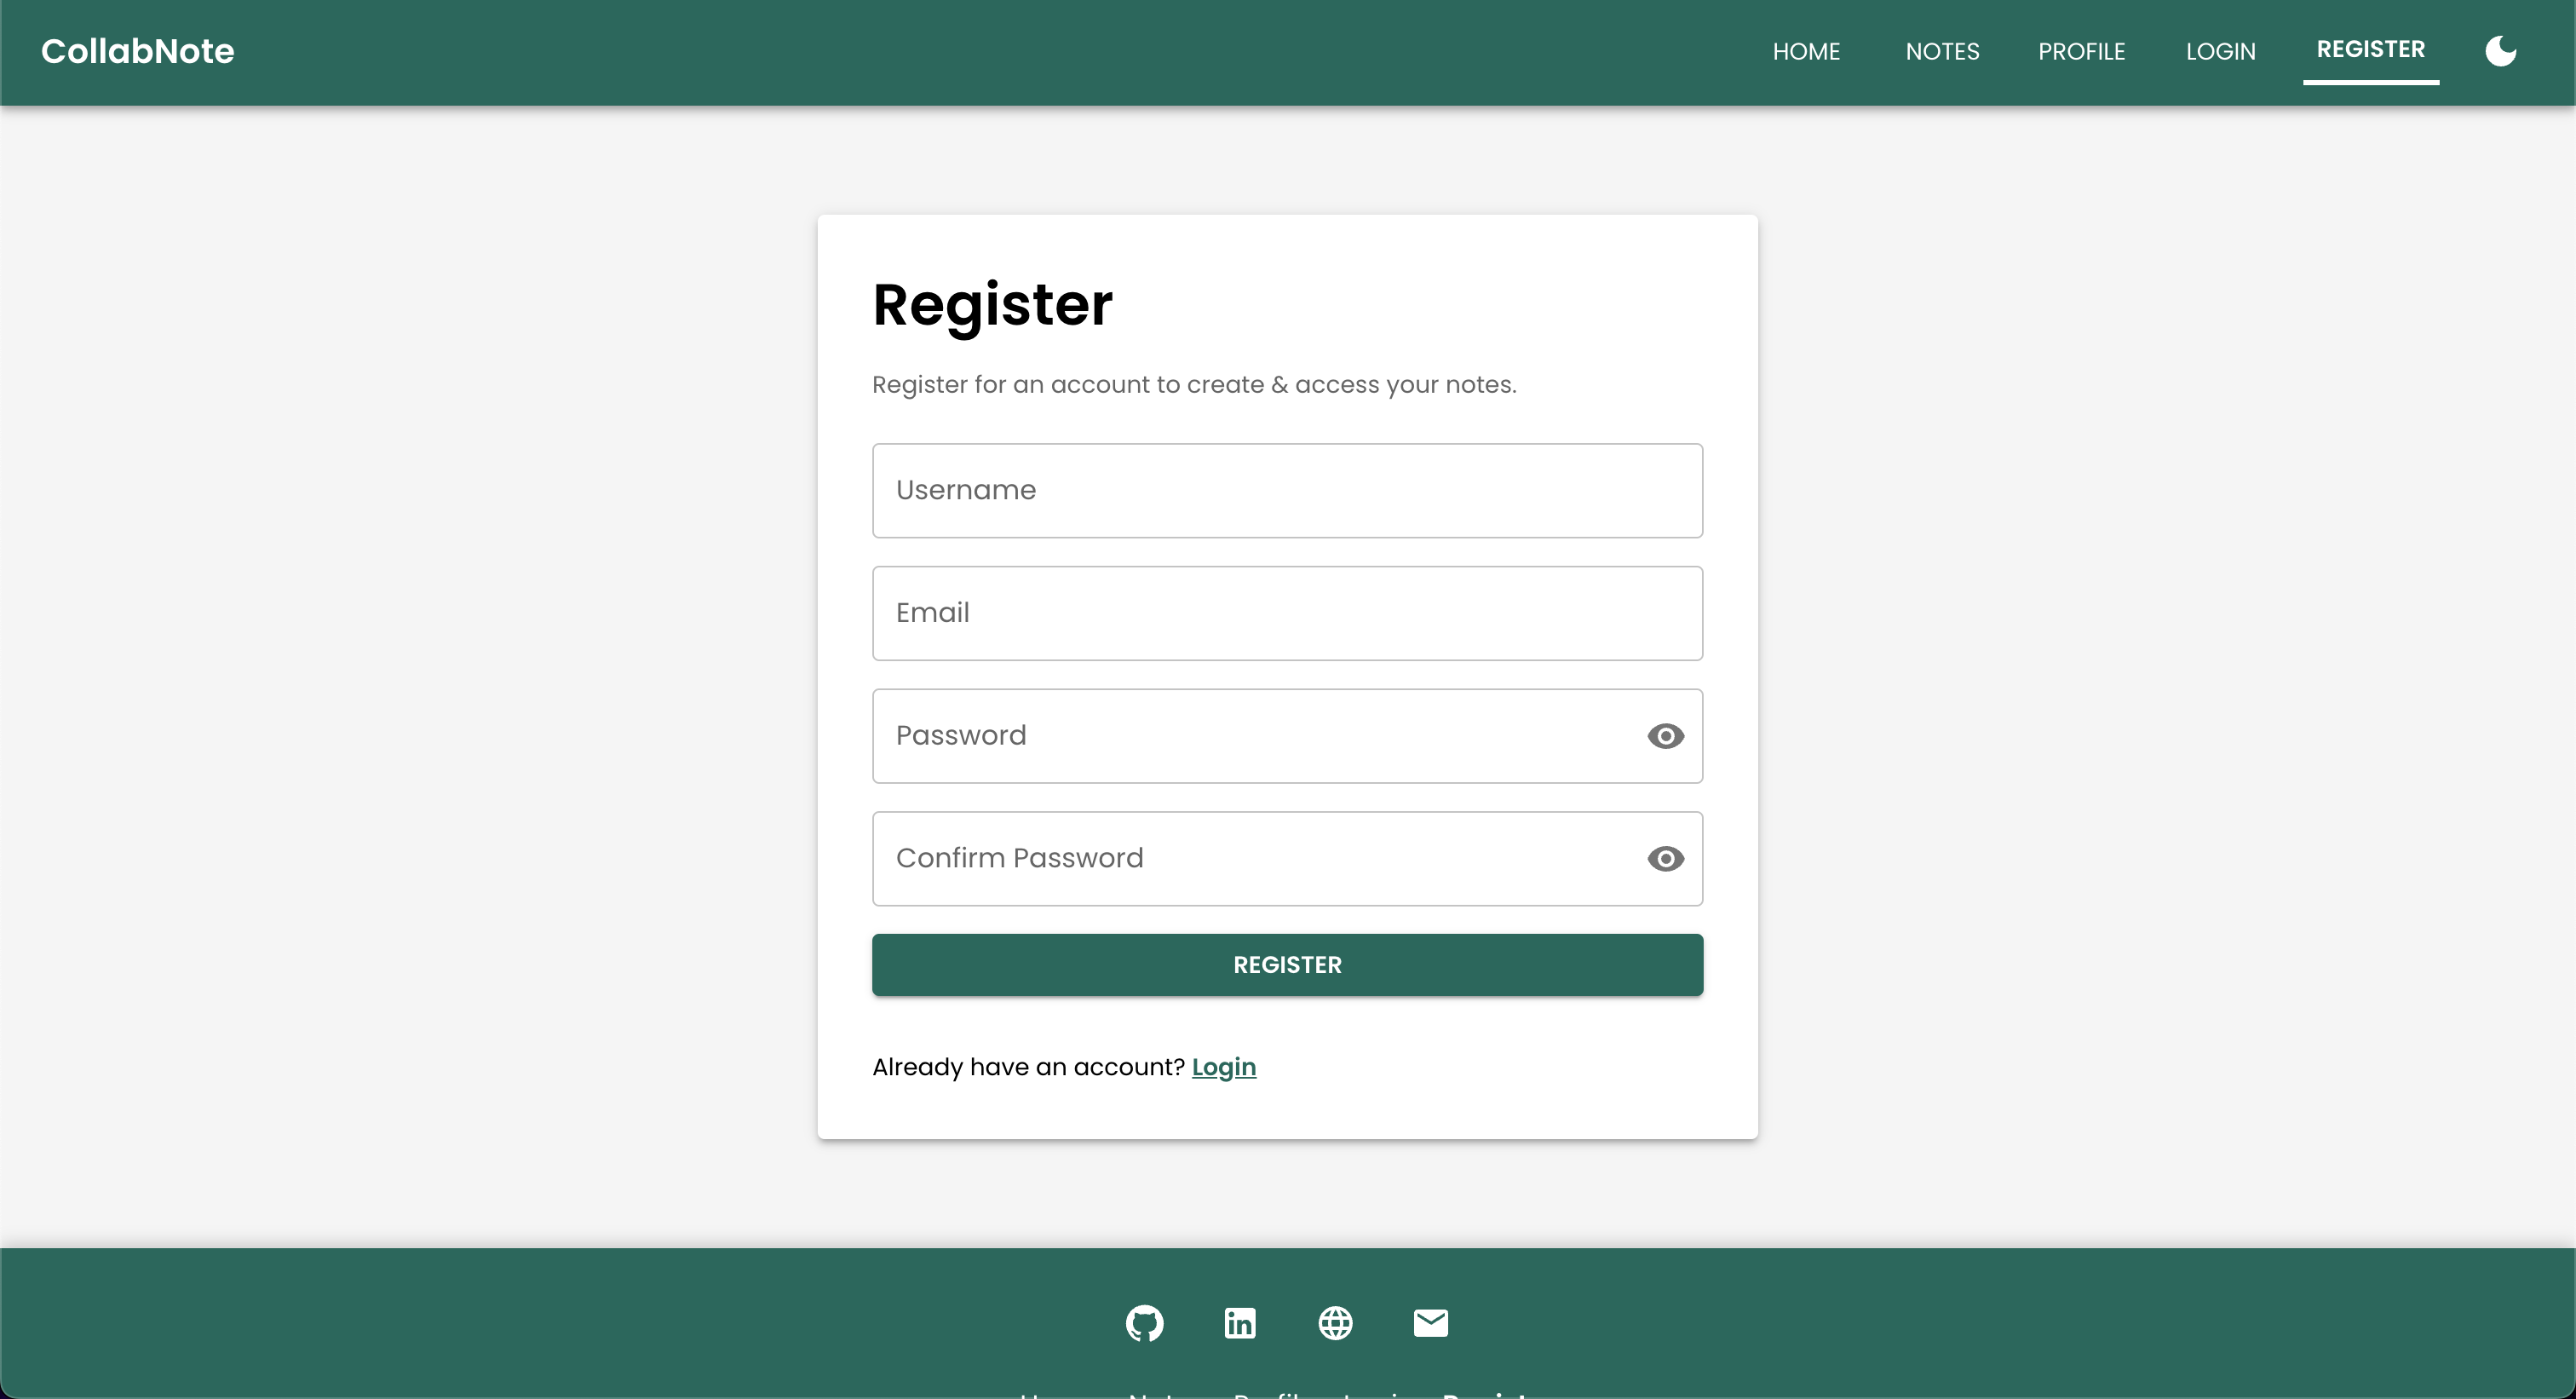 CollabNote
HOME NOTES PROFILE LOGIN REGISTER
Register
Register for an account to create & access your notes.
Username
Email
Password
Confirm Password
REGISTER
Already have an account? Login
in